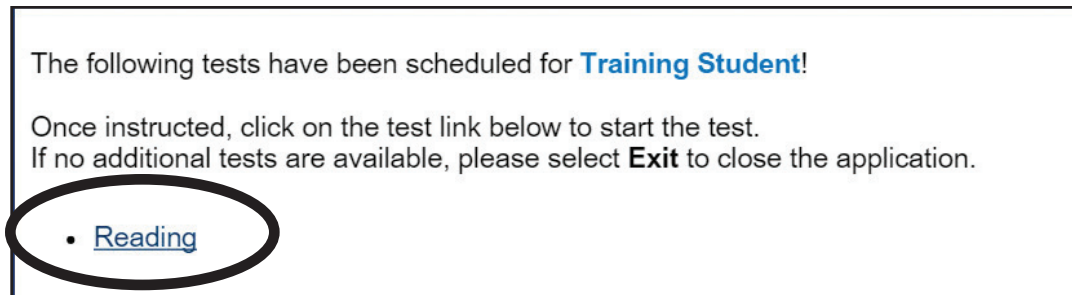 The following tests have been scheduled for Training Student!
Once instructed, click on the test link below to start the test.
If no additional tests are available, please select Exit to close the application.
• Reading